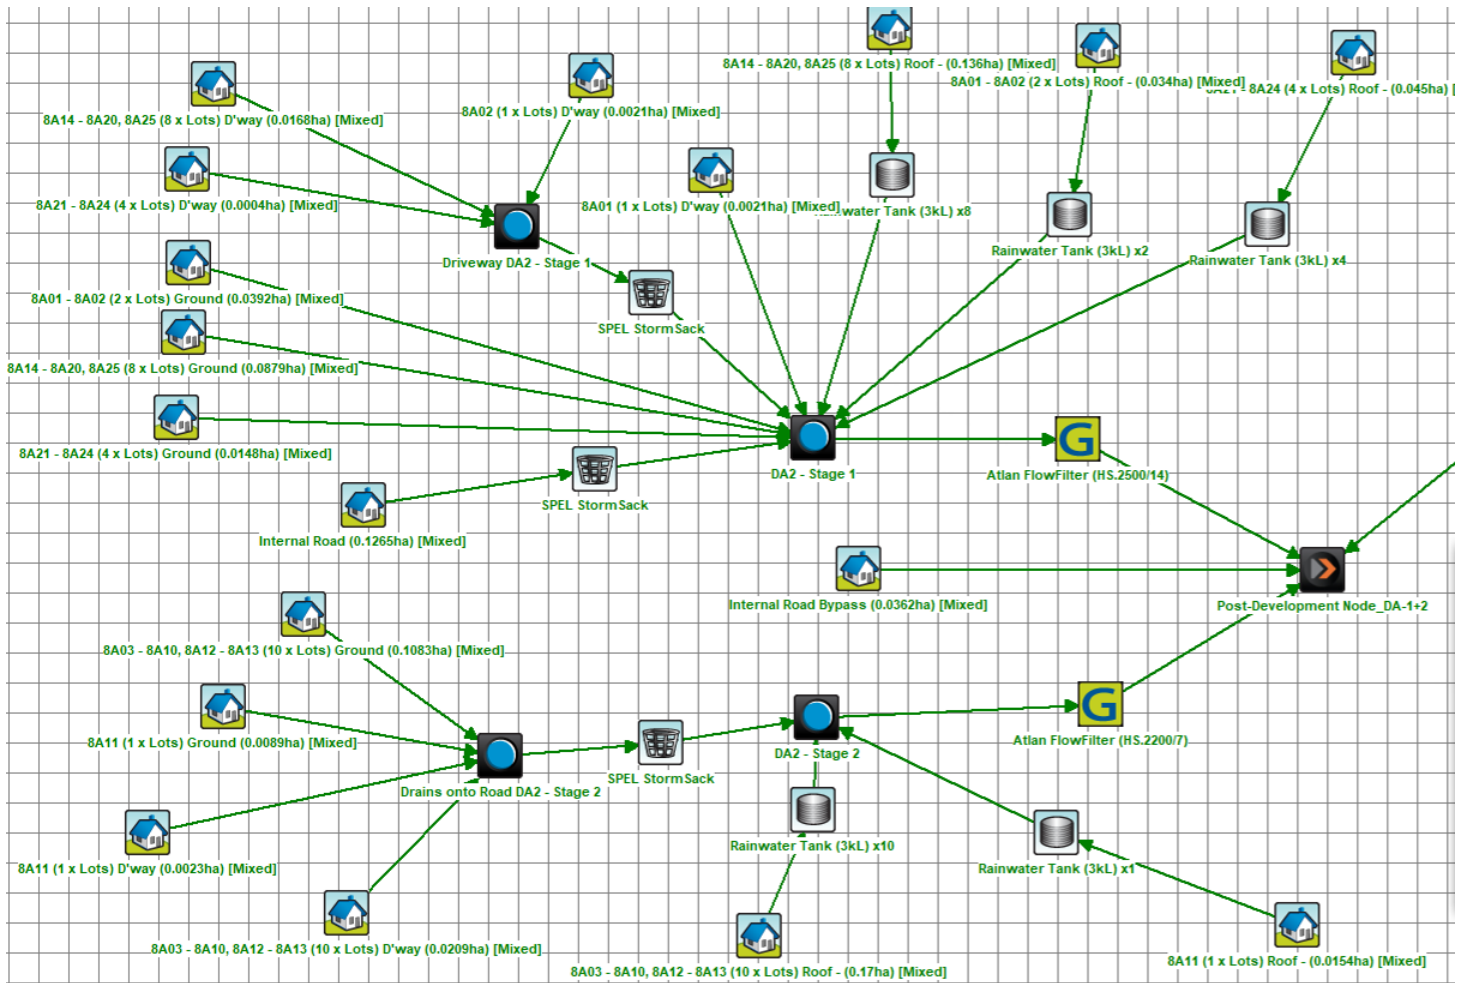 8A14 - 8A20, 8A25 (8 x Lots) Roof - (0.136ha) [Mixed]
8A01 - 8A02 (2 x Lots) Roof - (0.034ha) [Mixed]
8A24 (4 x Lots) Roof - (0.045ha) [
8A02 (1 x Lots) D'way (0.0021ha) [Mixed]
8A14 - 8A20, 8A25 (8 x Lots) D'way (0.0168ha) [Mixed]
8A21 - 8A24 (4 x Lots) D'way (0.0004ha) [Mixed]
8A01 (1 x Lots) D'way (0.0021ha) [Mixed]
Tank (3kL) x8
Rainwater Tank (3kL) x2
Rainwater Tank (3kL) x4
Driveway DA2 - Stage 1
8A01 - 8A02 (2 x Lots) Ground (0.0392ha) [Mixed]
SPEL StormSack
8A14 - 8A20, 8A25 (8 x Lots) Ground (0.0879ha) [Mixed]
8A21 - 8A24 (4 x Lots) Ground (0.0148ha) [Mixed]
DA2 - Stage 1
G
Atlan FlowFilter (HS.2500/14)
SPEL StormSack
Internal Road (0.1265ha) [Mixed]
Internal Road Bypass (0.0362ha) [Mixed]
Post-Development Node_DA-1+2
8A03 - 8A10, 8A12 - 8A13 (10 x Lots) Ground (0.1083ha) [Mixed]
8A11 (1 x Lots) Ground (0.0089ha) [Mixed]
G
Atlan FlowFilter (HS.2200/7)
DA2 - Stage 2
SPEL StormSack
Drains onto Road DA2 - Stage 2
Rainwater Tank (3kL) x10
Rainwater Tank (3kL) x1
8A11 (1 x Lots) D'way (0.0023ha) [Mixed]
8A03 - 8A10, 8A12 - 8A13 (10 x Lots) D'way (0.0209ha) [Mixed]
8A03 - 8A10, 8A12 - 8A13 (10 x Lots) Roof - (0.17ha) [Mixed]
8A11 (1 x Lots) Roof - (0.0154ha) [Mixed]